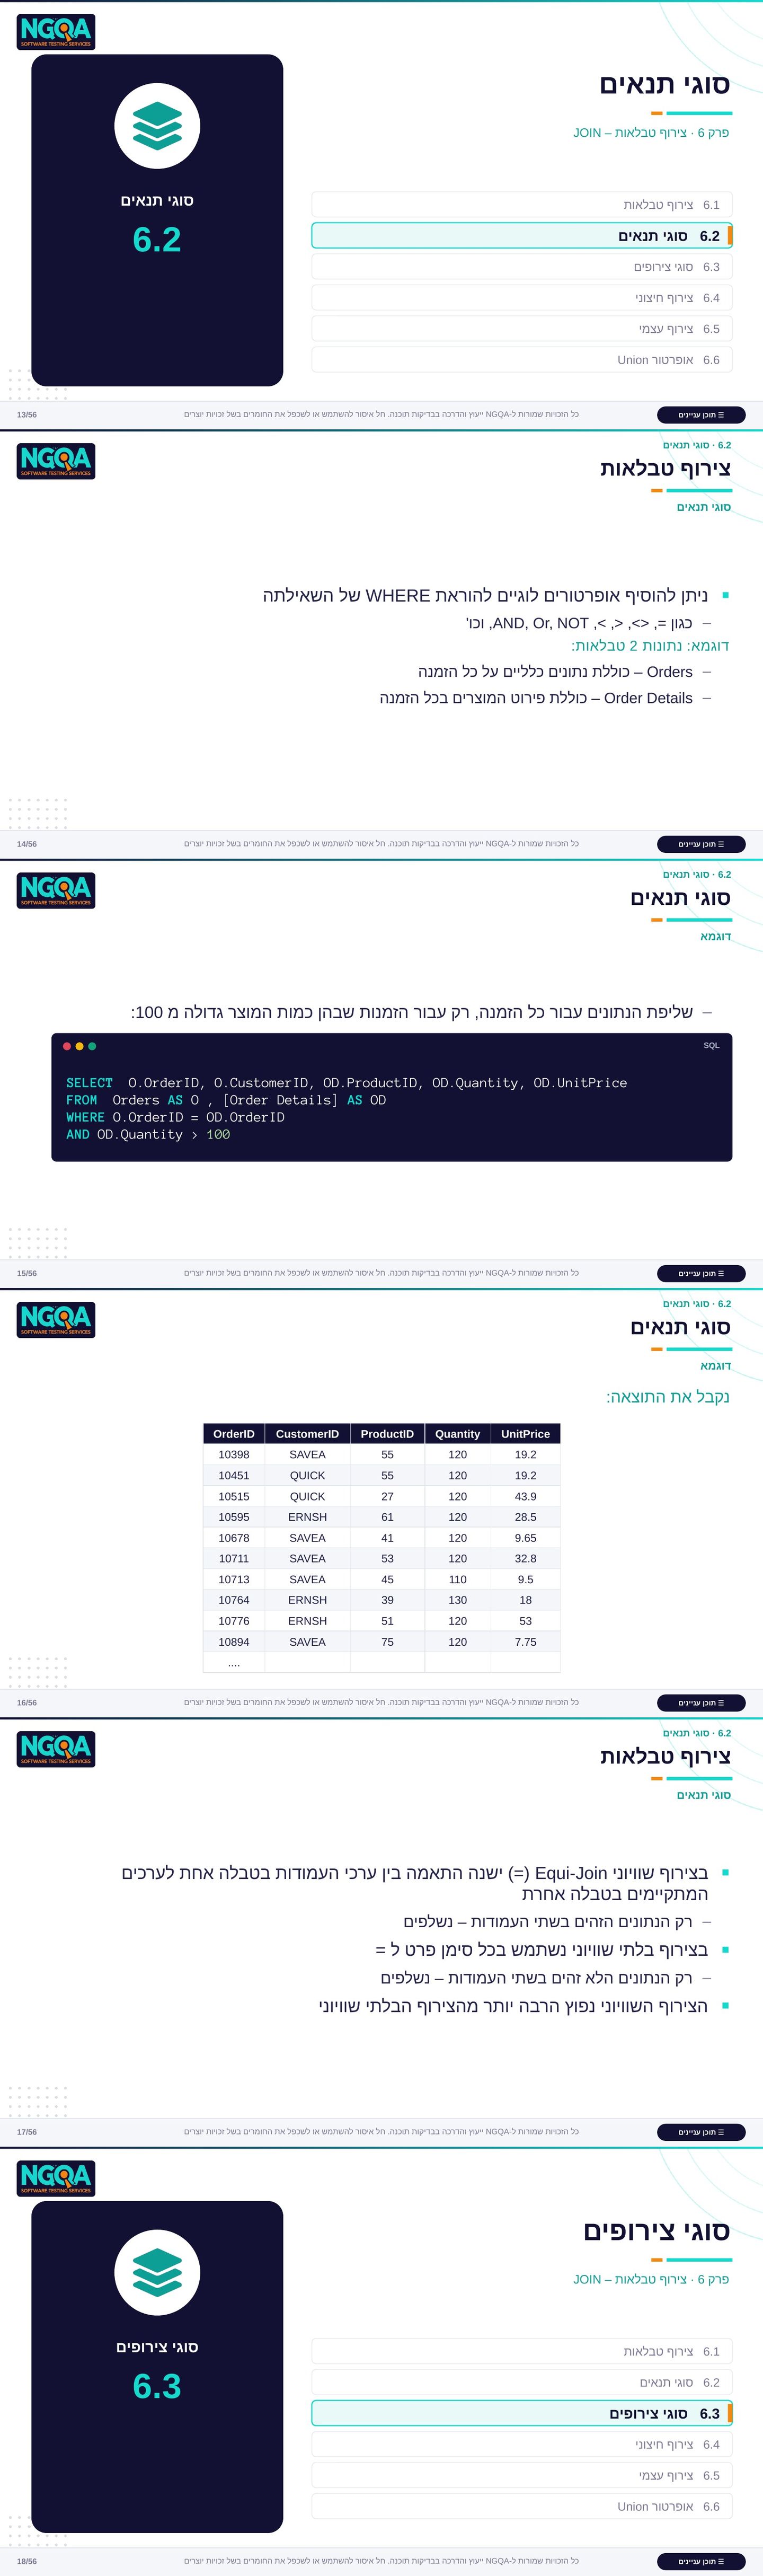 NGQA
SOFTWARE TESTING SERVICES
סוגי תנאים
פרק 6 · צירוף טבלאות – JOIN
סוגי תנאים
6.2
6.1 צירוף טבלאות
6.2 סוגי תנאים
6.3 סוגי צירופים
6.4 צירוף חיצוני
6.5 צירוף עצמי
6.6 אופרטור Union
☰ תוכן עניינים
כל הזכויות שמורות ל-NGQA ייעוץ והדרכה בבדיקות תוכנה. חל איסור להשתמש או לשכפל את החומרים בשל זכויות יוצרים
13/56
NGQA
SOFTWARE TESTING SERVICES
6.2 · סוגי תנאים
צירוף טבלאות
סוגי תנאים
ניתן להוסיף אופרטורים לוגיים להוראת WHERE של השאילתה
– כגון =, <>, <, >, AND, Or, NOT, וכו'
דוגמא: נתונות 2 טבלאות:
– Orders – כוללת נתונים כלליים על כל הזמנה
– Order Details – כוללת פירוט המוצרים בכל הזמנה
☰ תוכן עניינים
כל הזכויות שמורות ל-NGQA ייעוץ והדרכה בבדיקות תוכנה. חל איסור להשתמש או לשכפל את החומרים בשל זכויות יוצרים
14/56
NGQA
SOFTWARE TESTING SERVICES
6.2 · סוגי תנאים
סוגי תנאים
דוגמא
– שליפת הנתונים עבור כל הזמנה, רק עבור הזמנות שבהן כמות המוצר גדולה מ 100:
SQL
SELECT  O.OrderID, O.CustomerID, OD.ProductID, OD.Quantity, OD.UnitPrice
FROM  Orders AS O , [Order Details] AS OD
WHERE O.OrderID = OD.OrderID
AND OD.Quantity > 100
☰ תוכן עניינים
כל הזכויות שמורות ל-NGQA ייעוץ והדרכה בבדיקות תוכנה. חל איסור להשתמש או לשכפל את החומרים בשל זכויות יוצרים
15/56
NGQA
SOFTWARE TESTING SERVICES
6.2 · סוגי תנאים
סוגי תנאים
דוגמא
נקבל את התוצאה:
OrderID CustomerID ProductID Quantity UnitPrice
10398 SAVEA 55 120 19.2
10451 QUICK 55 120 19.2
10515 QUICK 27 120 43.9
10595 ERNSH 61 120 28.5
10678 SAVEA 41 120 9.65
10711 SAVEA 53 120 32.8
10713 SAVEA 45 110 9.5
10764 ERNSH 39 130 18
10776 ERNSH 51 120 53
10894 SAVEA 75 120 7.75
....
☰ תוכן עניינים
כל הזכויות שמורות ל-NGQA ייעוץ והדרכה בבדיקות תוכנה. חל איסור להשתמש או לשכפל את החומרים בשל זכויות יוצרים
16/56
NGQA
SOFTWARE TESTING SERVICES
6.2 · סוגי תנאים
צירוף טבלאות
סוגי תנאים
בצירוף שוויוני Equi-Join (=) ישנה התאמה בין ערכי העמודות בטבלה אחת לערכים
המתקיימים בטבלה אחרת
– רק הנתונים הזהים בשתי העמודות – נשלפים
בצירוף בלתי שוויוני נשתמש בכל סימן פרט ל =
– רק הנתונים הלא זהים בשתי העמודות – נשלפים
הצירוף השוויוני נפוץ הרבה יותר מהצירוף הבלתי שוויוני
☰ תוכן עניינים
כל הזכויות שמורות ל-NGQA ייעוץ והדרכה בבדיקות תוכנה. חל איסור להשתמש או לשכפל את החומרים בשל זכויות יוצרים
17/56
NGQA
SOFTWARE TESTING SERVICES
סוגי צירופים
פרק 6 · צירוף טבלאות – JOIN
סוגי צירופים
6.3
6.1 צירוף טבלאות
6.2 סוגי תנאים
6.3 סוגי צירופים
6.4 צירוף חיצוני
6.5 צירוף עצמי
6.6 אופרטור Union
☰ תוכן עניינים
כל הזכויות שמורות ל-NGQA ייעוץ והדרכה בבדיקות תוכנה. חל איסור להשתמש או לשכפל את החומרים בשל זכויות יוצרים
18/56